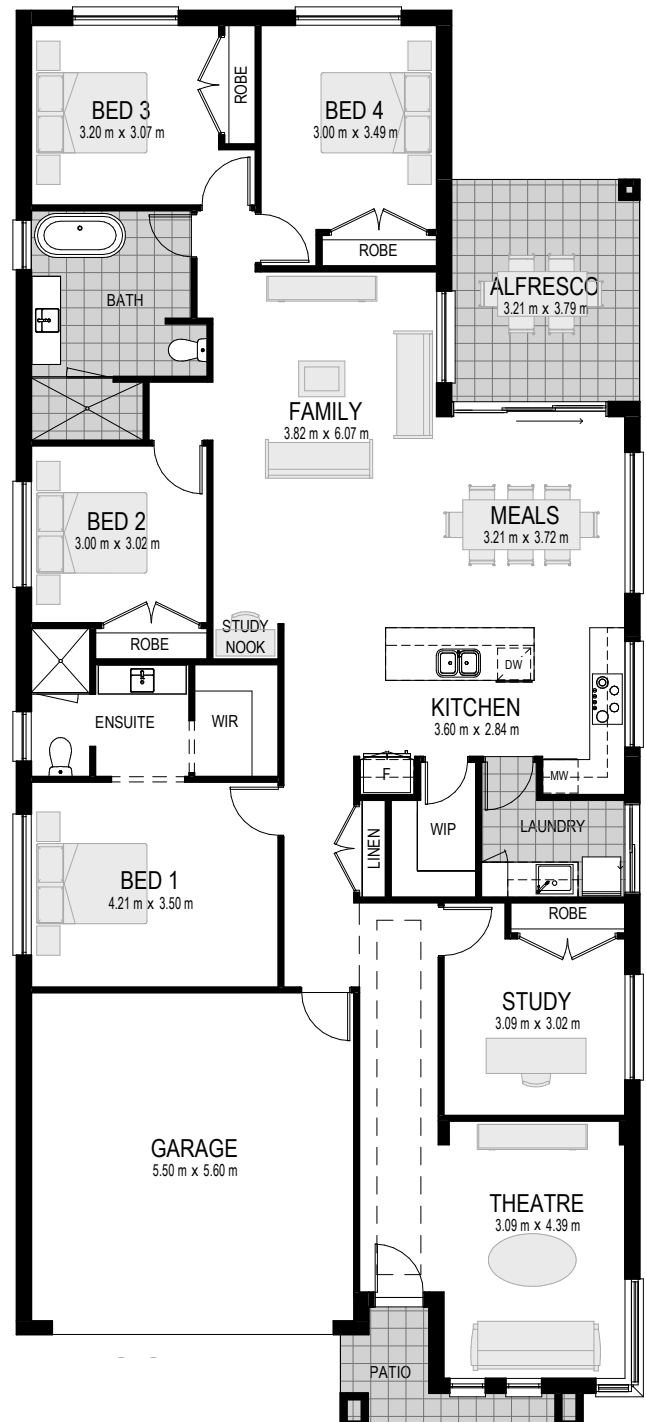 BED 3
3.20 m x 3.07 m
ROBE
BED 4
3.00 m x 3.49 m
ROBE
BATH
ALFRESCO
3.21 m x 3.79 m
FAMILY
3.82 m x 6.07 m
BED 2
3.00 m x 3.02 m
ROBE
MEALS
3.21 m x 3.72 m
STUDY
NOOK
DW
KITCHEN
3.60 m x 2.84 m
ENSUITE
WIR
F
MW
WIP
LAUNDRY
LINEN
BED 1
4.21 m x 3.50 m
ROBE
STUDY
3.09 m x 3.02 m
GARAGE
5.50 m x 5.60 m
THEATRE
3.09 m x 4.39 m
PATIO